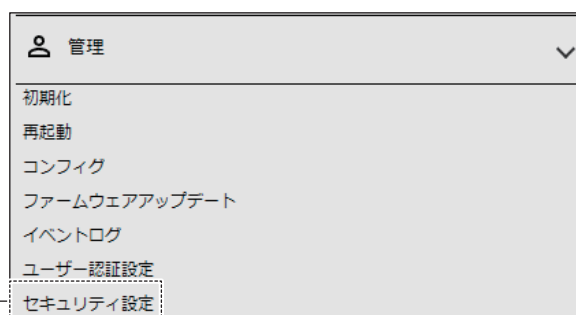 管理
初期化
再起動
コンフィグ
ファームウェアアップデート
イベントログ
ユーザー認証設定
セキュリティ設定